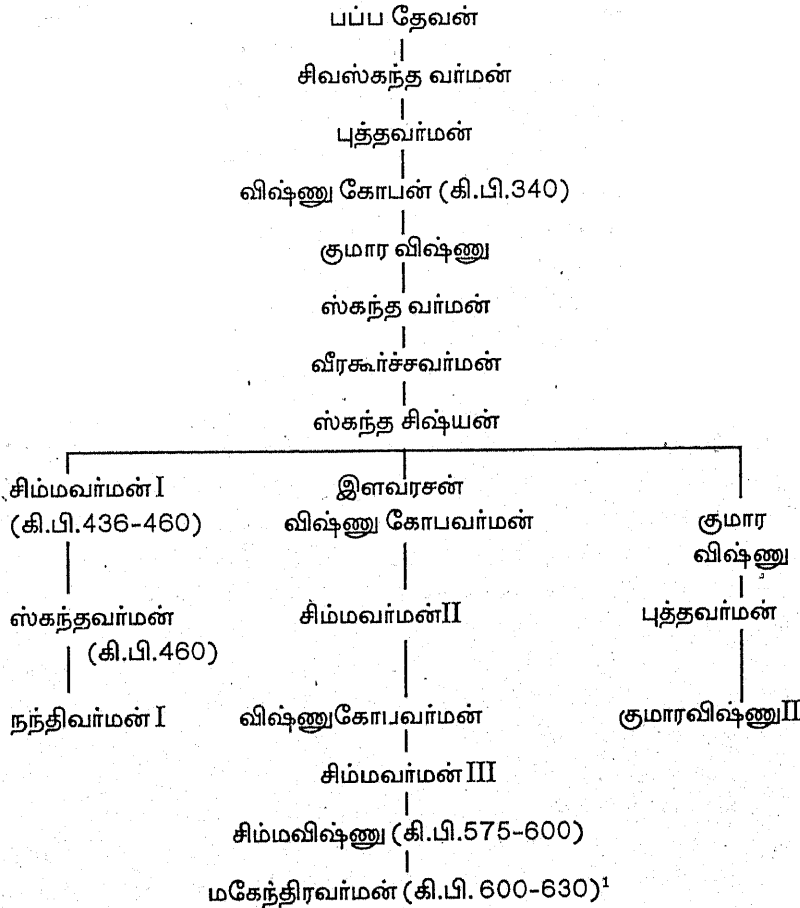 பப்ப தேவன்
சிவஸ்கந்த வர்மன்
புத்தவர்மன்
விஷ்ணு கோபன் (கி.பி.340)
குமார விஷ்ணு
ஸ்கந்த வர்மன்
வீரகூர்ச்சவர்மன்
ஸ்கந்த சிஷ்யன்
சிம்மவர்மன் I
(கி.பி.436-460)
ஸ்கந்தவர்மன்
(கி.பி.460)
நந்திவர்மன் I
இளவரசன்
விஷ்ணு கோபவர்மன்
சிம்மவர்மன்II
விஷ்ணுகோபவர்மன்
சிம்மவர்மன் III
சிம்மவிஷ்ணு (கி.பி.575-600)
மகேந்திரவர்மன் (கி.பி. 600-630)¹
குமார
விஷ்ணு
புத்தவர்மன்
குமாரவிஷ்ணுII